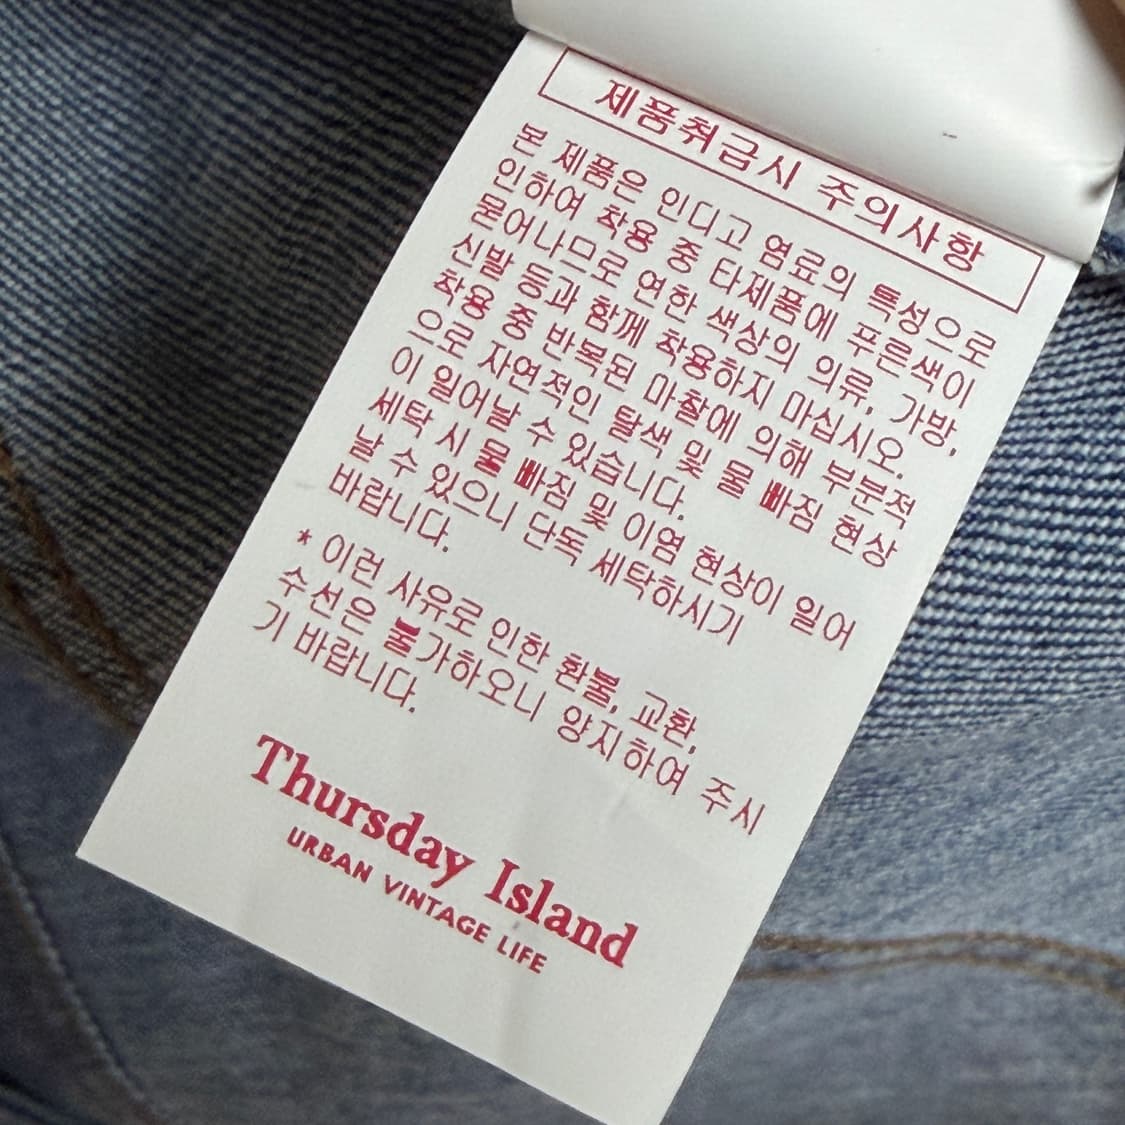 제품취급시 주의사항
본 제품은 인디고 염료의 특성으로
인하여 착용 중 타제품에 푸른색이
묻어나므로 연한 색상의 의류, 가방,
신발 등과 함께 착용하지 마십시오.
착용 중 반복된 마찰에 의해 부분적
으로 자연적인 탈색 및 물 빠짐 현상
이 일어날 수 있습니다.
세탁 시 물 빠짐 및 이염 현상이 일어
날 수 있으니 단독 세탁하시기
바랍니다.
* 이런 사유로 인한 환불, 교환,
수선은 불가하오니 양지하여 주시
기 바랍니다.
Thursday Island
URBAN VINTAGE LIFE